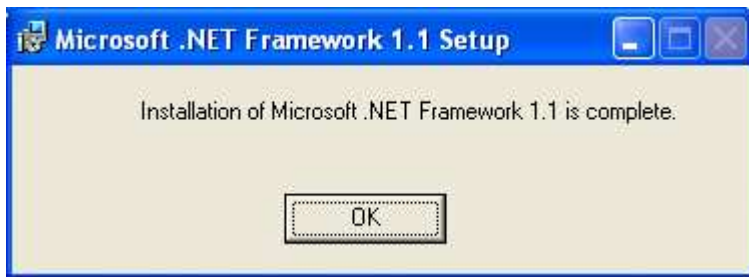 Microsoft .NET Framework 1.1 Setup
Installation of Microsoft .NET Framework 1.1 is complete.
OK